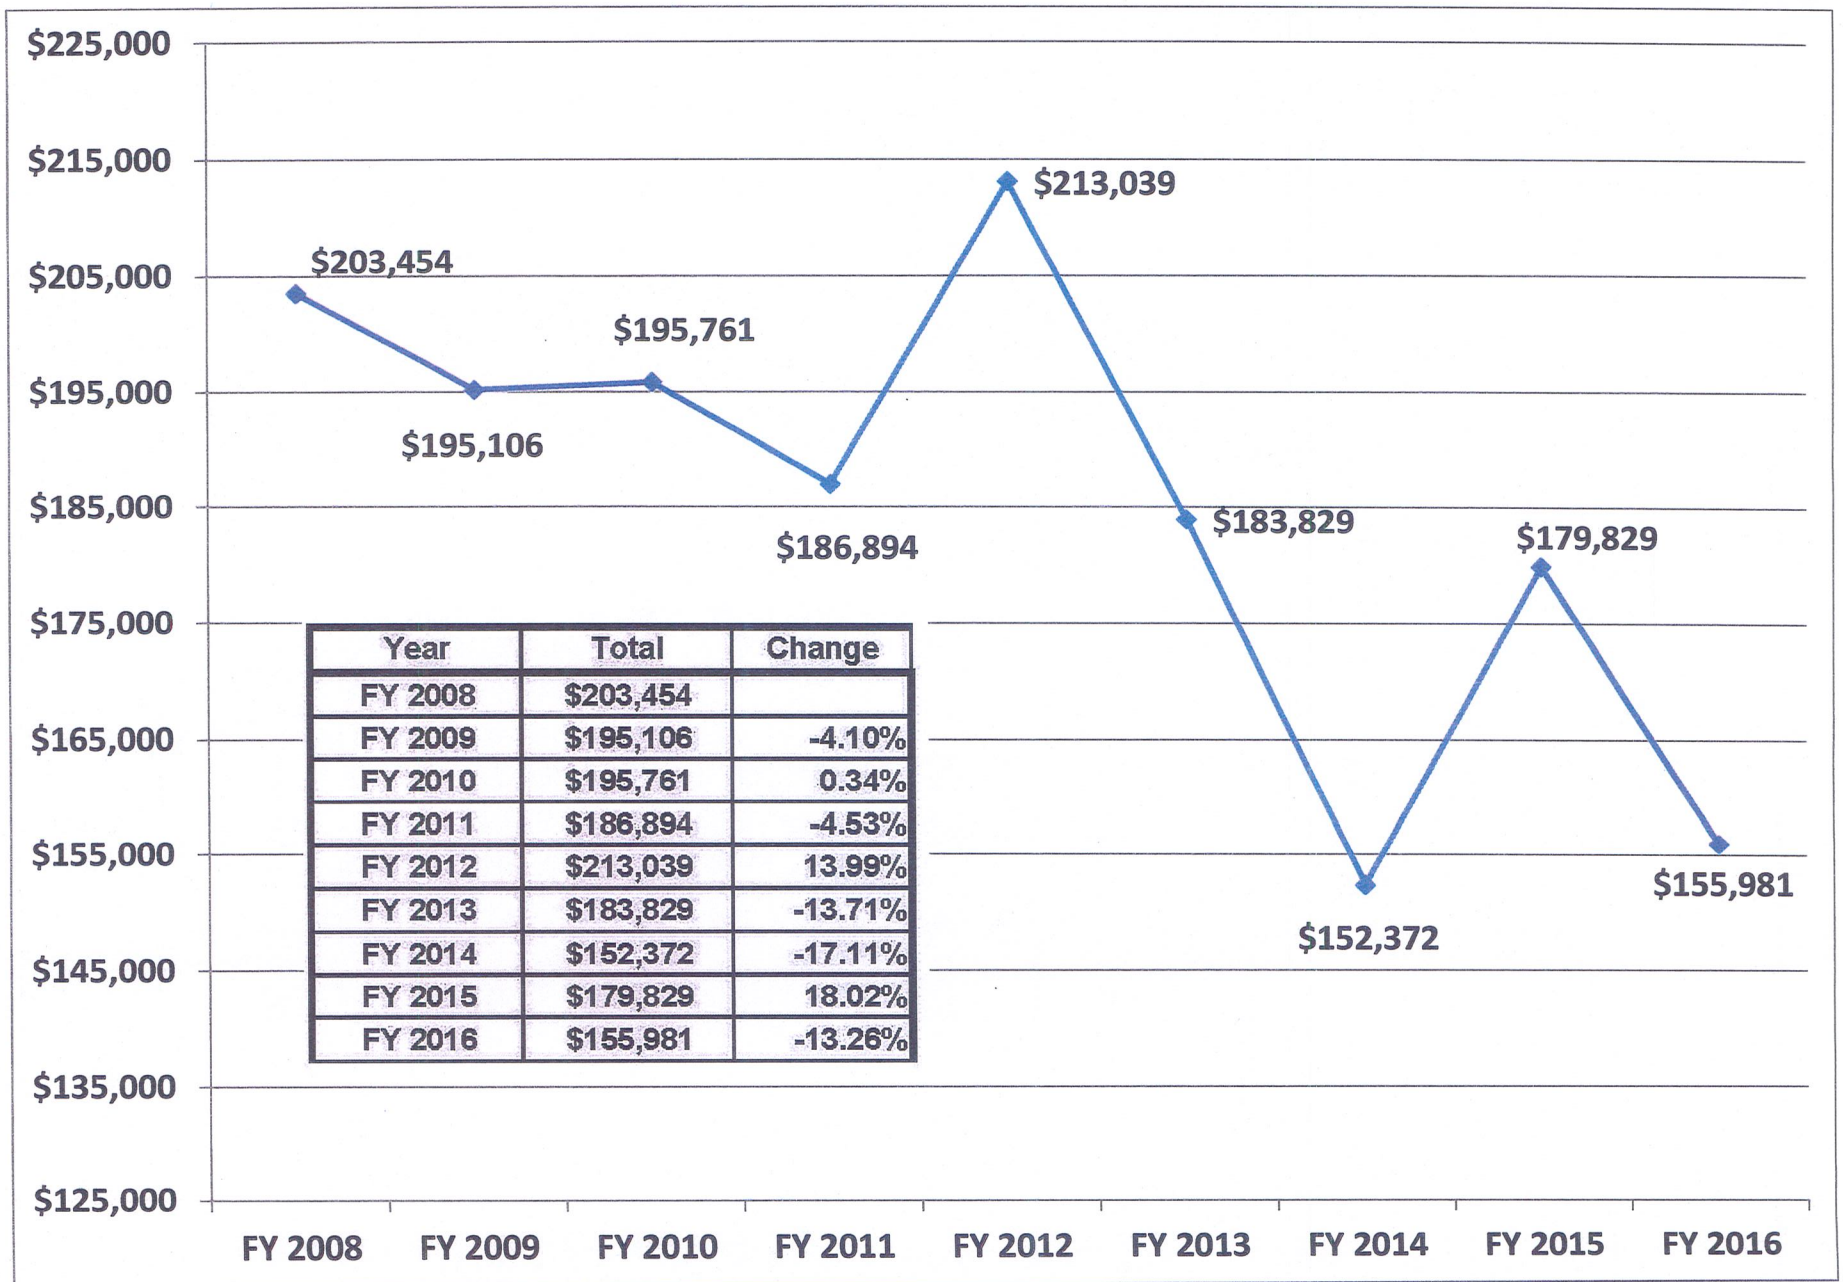 $225,000
$215,000
$213,039
$203,454
$205,000
$195,761
$195,000
$195,106
$185,000
$183,829
$186,894
$179,829
$175,000
Year Total Change
FY 2008 $203,454
FY 2009 $195,106 -4.10%
FY 2010 $195,761 0.34%
FY 2011 $186,894 -4.53%
FY 2012 $213,039 13.99%
FY 2013 $183,829 -13.71%
FY 2014 $152,372 -17.11%
FY 2015 $179,829 18.02%
FY 2016 $155,981 -13.26%
$165,000
$155,000
$155,981
$152,372
$145,000
$135,000
$125,000
FY 2008 FY 2009 FY 2010 FY 2011 FY 2012 FY 2013 FY 2014 FY 2015 FY 2016